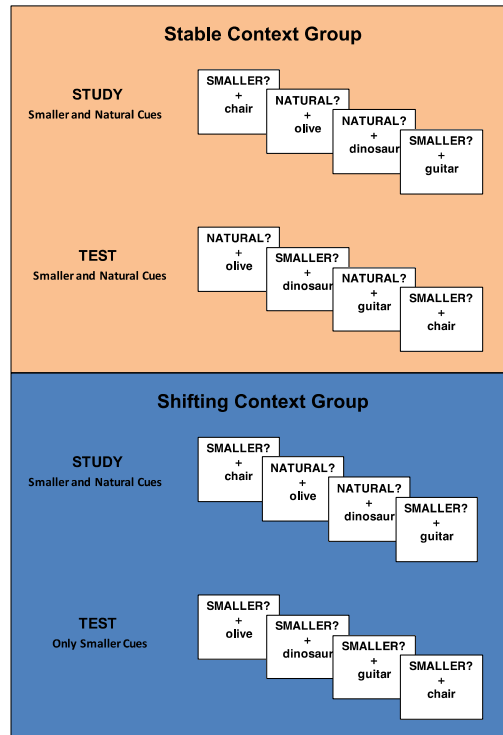 Stable Context Group
STUDY
Smaller and Natural Cues
SMALLER?
+
chair
NATURAL?
+
olive
NATURAL?
+
dinosaur
SMALLER?
+
guitar
TEST
Smaller and Natural Cues
NATURAL?
+
olive
SMALLER?
+
dinosaur
NATURAL?
+
guitar
SMALLER?
+
chair
Shifting Context Group
STUDY
Smaller and Natural Cues
SMALLER?
+
chair
NATURAL?
+
olive
NATURAL?
+
dinosaur
SMALLER?
+
guitar
TEST
Only Smaller Cues
SMALLER?
+
olive
SMALLER?
+
dinosaur
SMALLER?
+
guitar
SMALLER?
+
chair